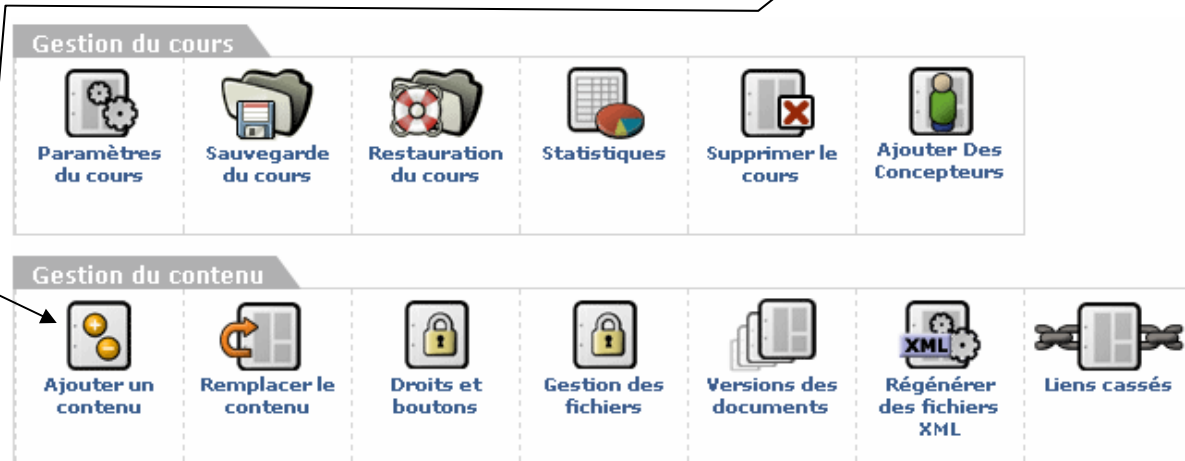 Gestion du cours
Paramètres
du cours
Sauvegarde
du cours
Restauration
du cours
Statistiques
Supprimer le
cours
Ajouter Des
Concepteurs
Gestion du contenu
Ajouter un
contenu
Remplacer le
contenu
Droits et
boutons
Gestion des
fichiers
Versions des
documents
XML
Régénérer
des fichiers
XML
Liens cassés